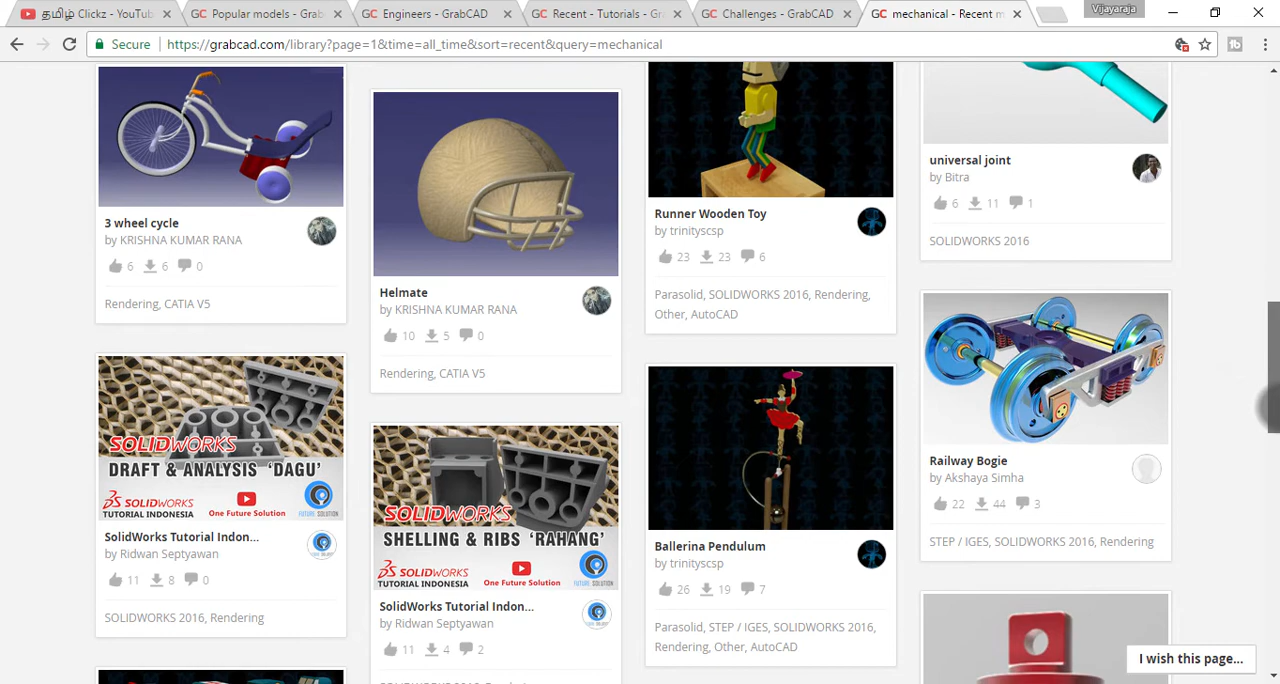 தமிழ் Clickz - YouTub
GC Popular models - Grab
GC Engineers - GrabCAD
GC Recent - Tutorials - Gra
GC Challenges - GrabCAD
GC mechanical - Recent m
Vijayaraja
Secure https://grabcad.com/library?page=1&time=all_time&sort=recent&query=mechanical
3 wheel cycle
by KRISHNA KUMAR RANA
6 6 0
Rendering, CATIA V5
SOLIDWORKS
DRAFT & ANALYSIS 'DAGU'
SOLIDWORKS
TUTORIAL INDONESIA
One Future Solution
FUTURE SOLUTION
SolidWorks Tutorial Indon...
by Ridwan Septyawan
11 8 0
SOLIDWORKS 2016, Rendering
Helmate
by KRISHNA KUMAR RANA
10 5 0
Rendering, CATIA V5
SOLIDWORKS
SHELLING & RIBS 'RAHANG'
SOLIDWORKS
TUTORIAL INDONESIA
One Future Solution
FUTURE SOLUTION
SolidWorks Tutorial Indon...
by Ridwan Septyawan
11 4 2
Runner Wooden Toy
by trinityscsp
23 23 6
Parasolid, SOLIDWORKS 2016, Rendering,
Other, AutoCAD
Ballerina Pendulum
by trinityscsp
26 19 7
Parasolid, STEP / IGES, SOLIDWORKS 2016,
Rendering, Other, AutoCAD
universal joint
by Bitra
6 11 1
SOLIDWORKS 2016
Railway Bogie
by Akshaya Simha
22 44 3
STEP / IGES, SOLIDWORKS 2016, Rendering
I wish this page...